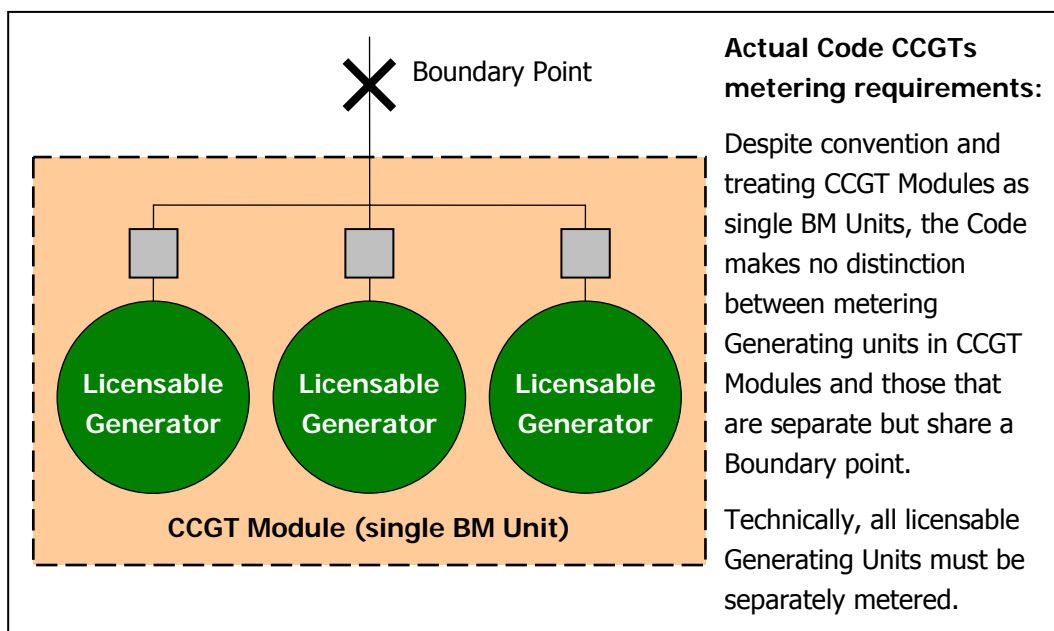 Boundary Point
Licensable
Generator
Licensable
Generator
Licensable
Generator
CCGT Module (single BM Unit)
Actual Code CCGTs
metering requirements:
Despite convention and
treating CCGT Modules as
single BM Units, the Code
makes no distinction
between metering
Generating units in CCGT
Modules and those that
are separate but share a
Boundary point.
Technically, all licensable
Generating Units must be
separately metered.